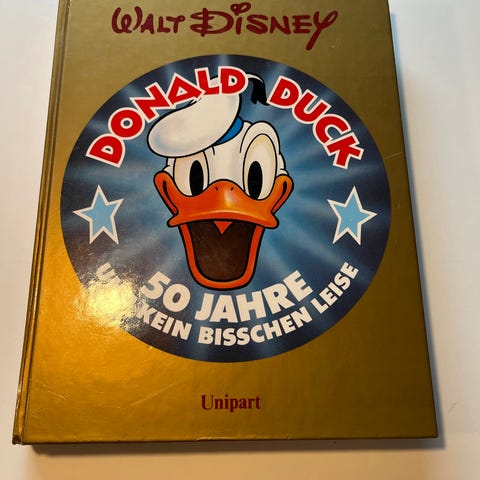 WALT DISNEY
DONALD DUCK
50 JAHRE
KEIN BISSCHEN LEISE
Unipart